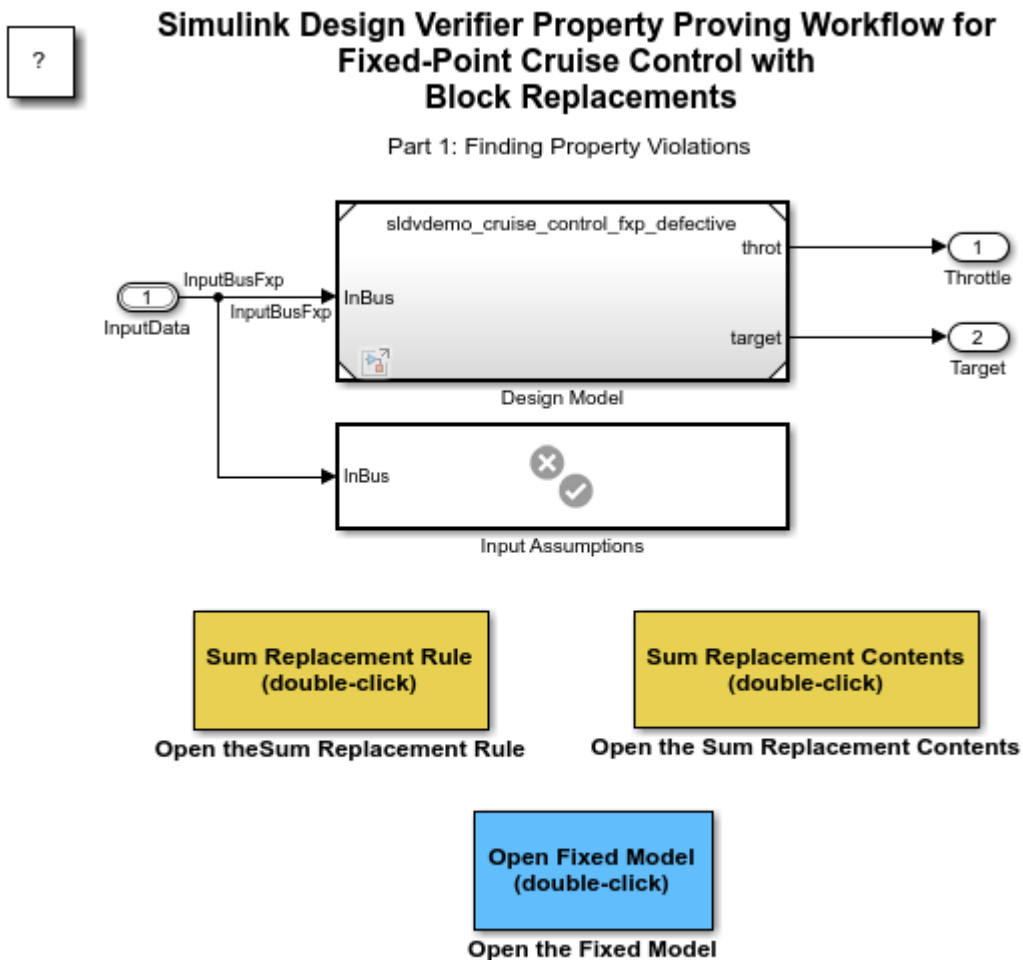 Simulink Design Verifier Property Proving Workflow for
Fixed-Point Cruise Control with
Block Replacements
?
Part 1: Finding Property Violations
sldvdemo_cruise_control_fxp_defective
throt
1
Throttle
InputBusFxp
1
InputBusFxp
InBus
InputData
target
2
Target
Design Model
InBus
Input Assumptions
Sum Replacement Rule
(double-click)
Open theSum Replacement Rule
Sum Replacement Contents
(double-click)
Open the Sum Replacement Contents
Open Fixed Model
(double-click)
Open the Fixed Model